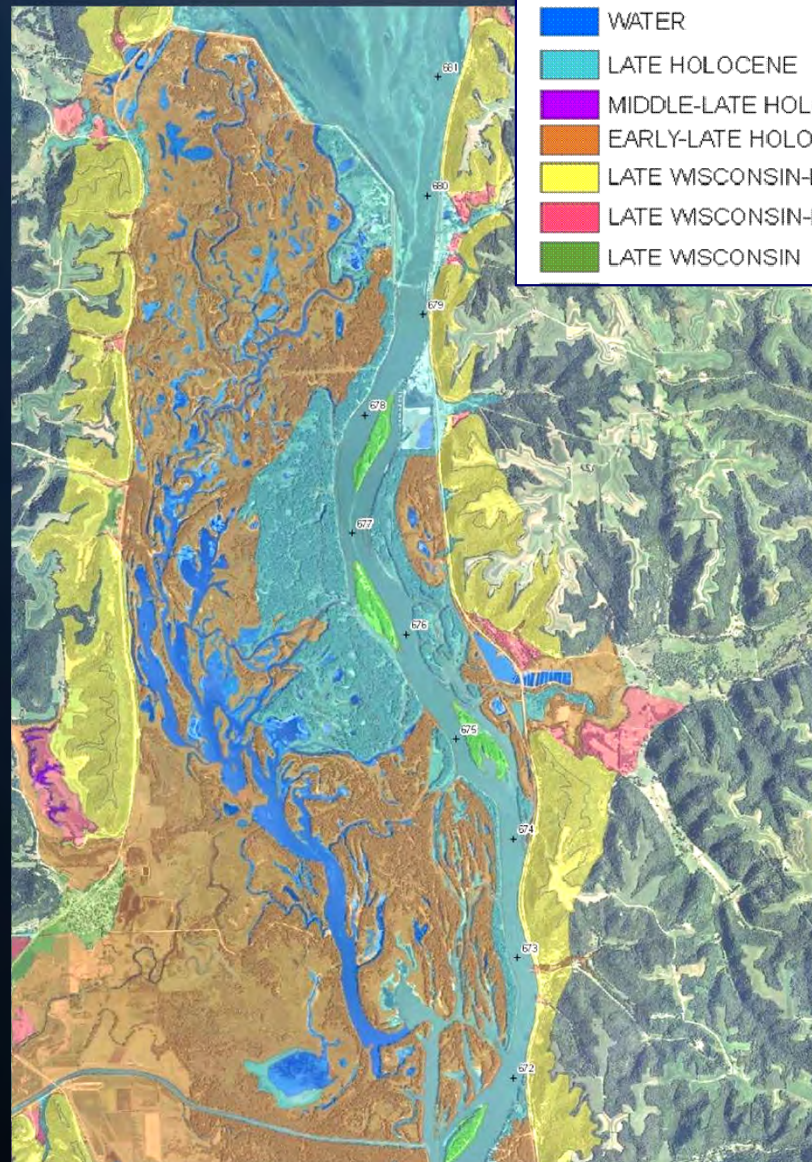 WATER
LATE HOLOCENE
MIDDLE-LATE HOL
EARLY-LATE HOLO
LATE WISCONSIN-
LATE WISCONSIN-
LATE WISCONSIN
681
680
679
678
677
676
675
674
673
672